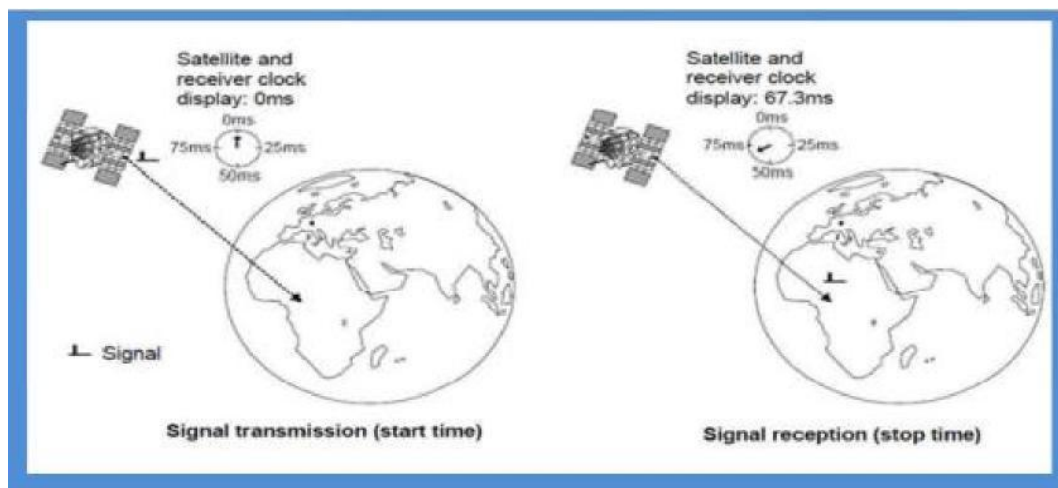 Satellite and
receiver clock
display: 0ms
0ms
75ms
25ms
50ms
Signal
Signal transmission (start time)
Satellite and
receiver clock
display: 67.3ms
0ms
75ms
25ms
50ms
Signal reception (stop time)